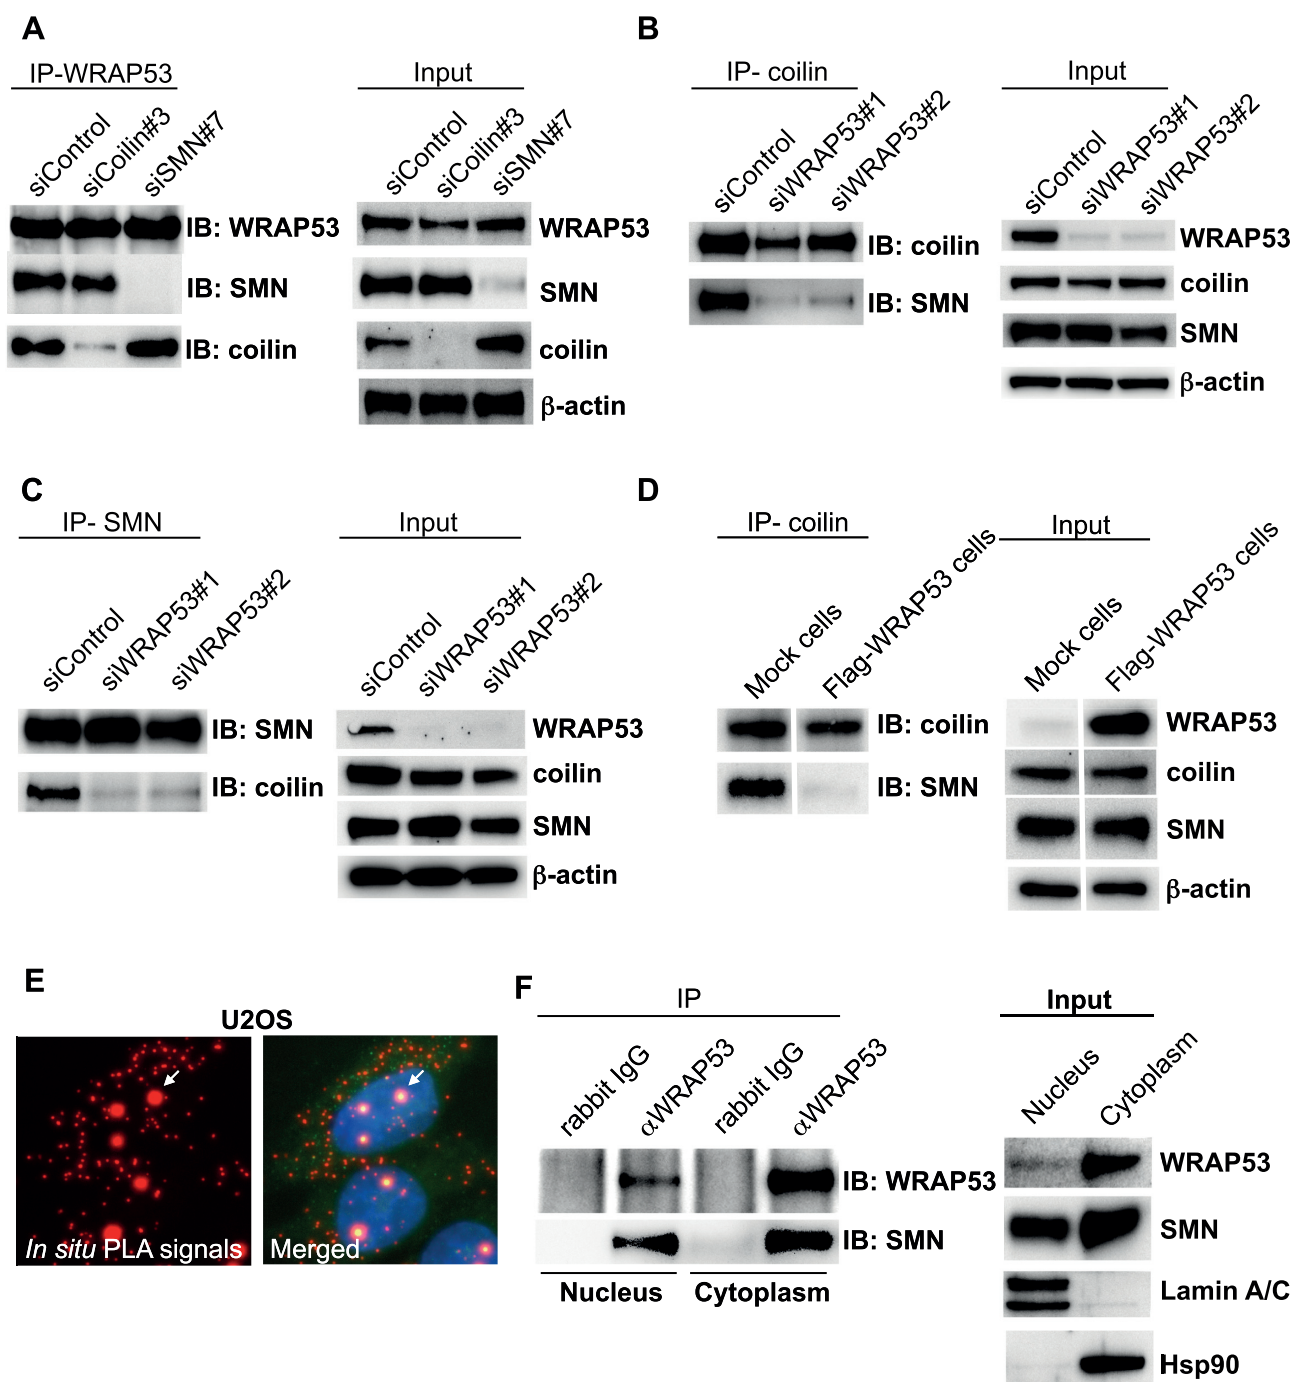 A
IP-WRAP53
Input
siControl
siCoilin#3
siSMN#7
siControl
siCoilin#3
siSMN#7
IB: WRAP53
WRAP53
IB: SMN
SMN
IB: coilin
coilin
β-actin
B
IP- coilin
Input
siControl
siWRAP53#1
siWRAP53#2
siControl
siWRAP53#1
siWRAP53#2
IB: coilin
WRAP53
IB: SMN
coilin
SMN
β-actin
C
IP- SMN
Input
siControl
siWRAP53#1
siWRAP53#2
siControl
siWRAP53#1
siWRAP53#2
IB: SMN
WRAP53
IB: coilin
coilin
SMN
β-actin
D
IP- coilin
Input
Mock cells
Flag-WRAP53 cells
Mock cells
Flag-WRAP53 cells
IB: coilin
WRAP53
IB: SMN
coilin
SMN
β-actin
E
U2OS
In situ PLA signals
Merged
F
IP
Input
rabbit IgG
αWRAP53
rabbit IgG
αWRAP53
Nucleus
Cytoplasm
IB: WRAP53
WRAP53
IB: SMN
SMN
Nucleus
Cytoplasm
Lamin A/C
Hsp90